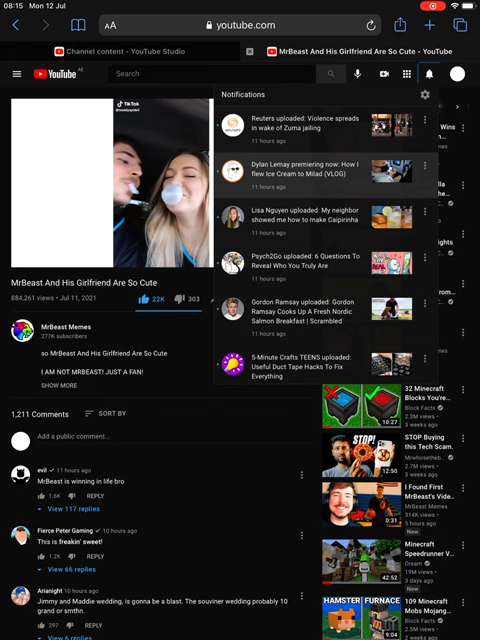 08:15 Mon 12 Jul
AA
youtube.com
Channel content - YouTube Studio
MrBeast And His Girlfriend Are So Cute - YouTube
YouTube AE
Search
TikTok
Notifications
Reuters uploaded: Violence spreads
in wake of Zuma jailing
11 hours ago
Dylan Lemay premiering now: How I
flew Ice Cream to Milad (VLOG)
11 hours ago
Lisa Nguyen uploaded: My neighbor
showed me how to make Caipirinha
11 hours ago
Psych2Go uploaded: 6 Questions To
Reveal Who You Truly Are
11 hours ago
Gordon Ramsay uploaded: Gordon
Ramsay Cooks Up A Fresh Nordic
Salmon Breakfast | Scrambled
11 hours ago
5-Minute Crafts TEENS uploaded:
Useful Duct Tape Hacks To Fix
Everything
MrBeast And His Girlfriend Are So Cute
884,261 views • Jul 11, 2021
22K
303
MrBeast Memes
277K subscribers
so MrBeast And His Girlfriend Are So Cute
I AM NOT MRBEAST! JUST A FAN!
SHOW MORE
1,211 Comments
SORT BY
Add a public comment...
evil 11 hours ago
MrBeast is winning in life bro
1.6K
REPLY
View 117 replies
Fierce Peter Gaming 10 hours ago
This is freakin' sweet!
1.2K
REPLY
View 66 replies
Arianight 10 hours ago
Jimmy and Maddie wedding, is gonna be a blast. The souviner wedding probably 10
grand or smthn.
297
REPLY
View 6 replies
Wins
10:27
32 Minecraft
Blocks You're...
Block Facts
2.3M views •
3 weeks ago
STOP!
12:50
STOP Buying
this Tech Scam.
Mrwhosetheb...
2.7M views •
3 weeks ago
0:31
I Found First
MrBeast's Vide...
MrBeast Memes
314K views •
5 hours ago
New
42:52
Minecraft
Speedrunner V...
Dream
19M views •
3 days ago
New
HAMSTER FURNACE
9:04
109 Minecraft
Mobs Mojang...
Block Facts
2.5M views •
2 weeks ago